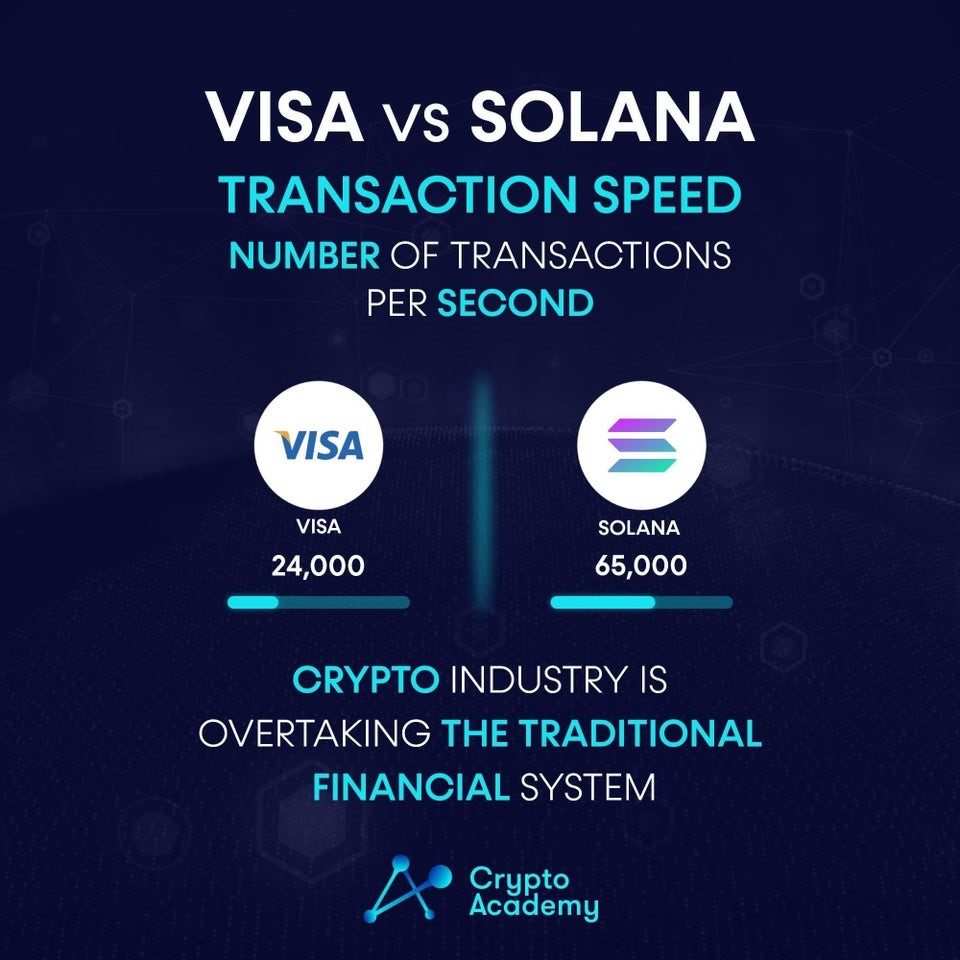 VISA vs SOLANA
TRANSACTION SPEED
NUMBER OF TRANSACTIONS
PER SECOND
VISA
VISA
24,000
SOLANA
65,000
CRYPTO INDUSTRY IS
OVERTAKING THE TRADITIONAL
FINANCIAL SYSTEM
Crypto
Academy